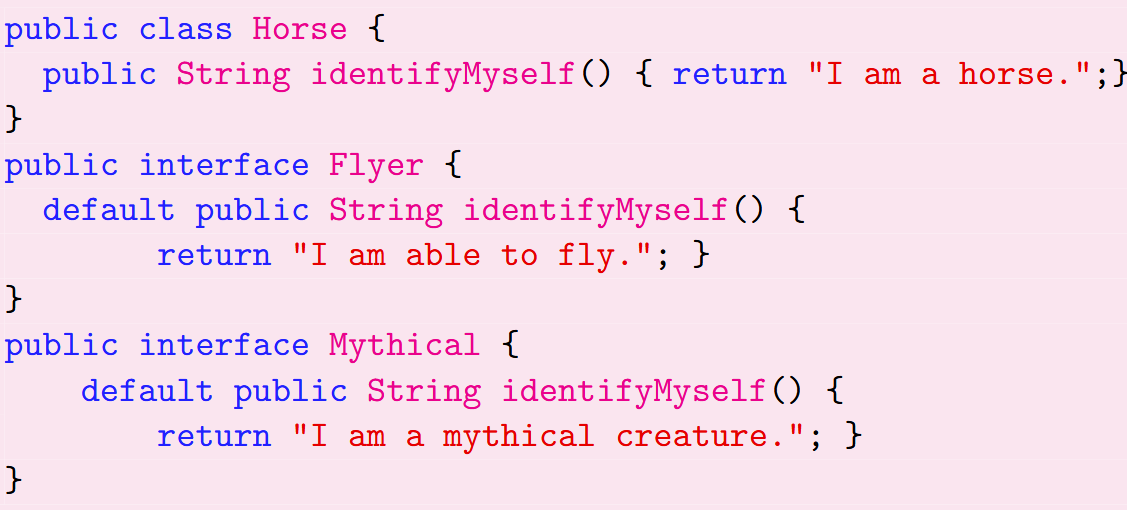 public class Horse {
  public String identifyMyself() { return "I am a horse.";}
}
public interface Flyer {
  default public String identifyMyself() {
        return "I am able to fly."; }
}
public interface Mythical {
    default public String identifyMyself() {
        return "I am a mythical creature."; }
}